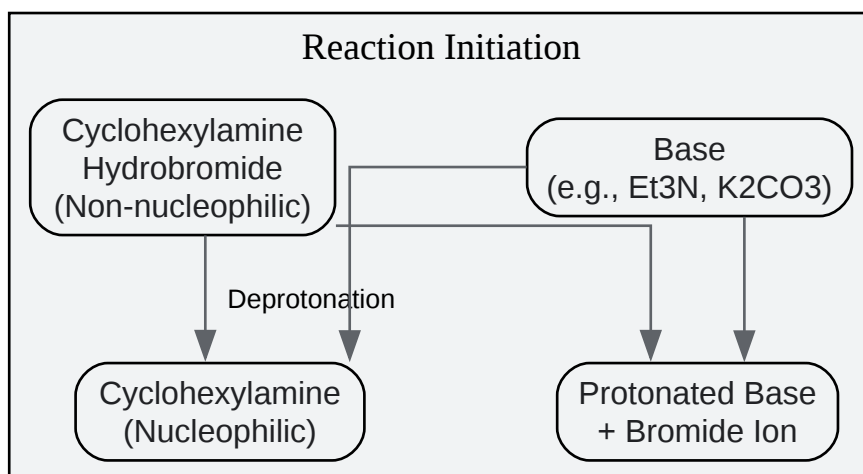 Reaction Initiation
Cyclohexylamine
Hydrobromide
(Non-nucleophilic)
Base
(e.g., Et3N, K2CO3)
Deprotonation
Cyclohexylamine
(Nucleophilic)
Protonated Base
+ Bromide Ion